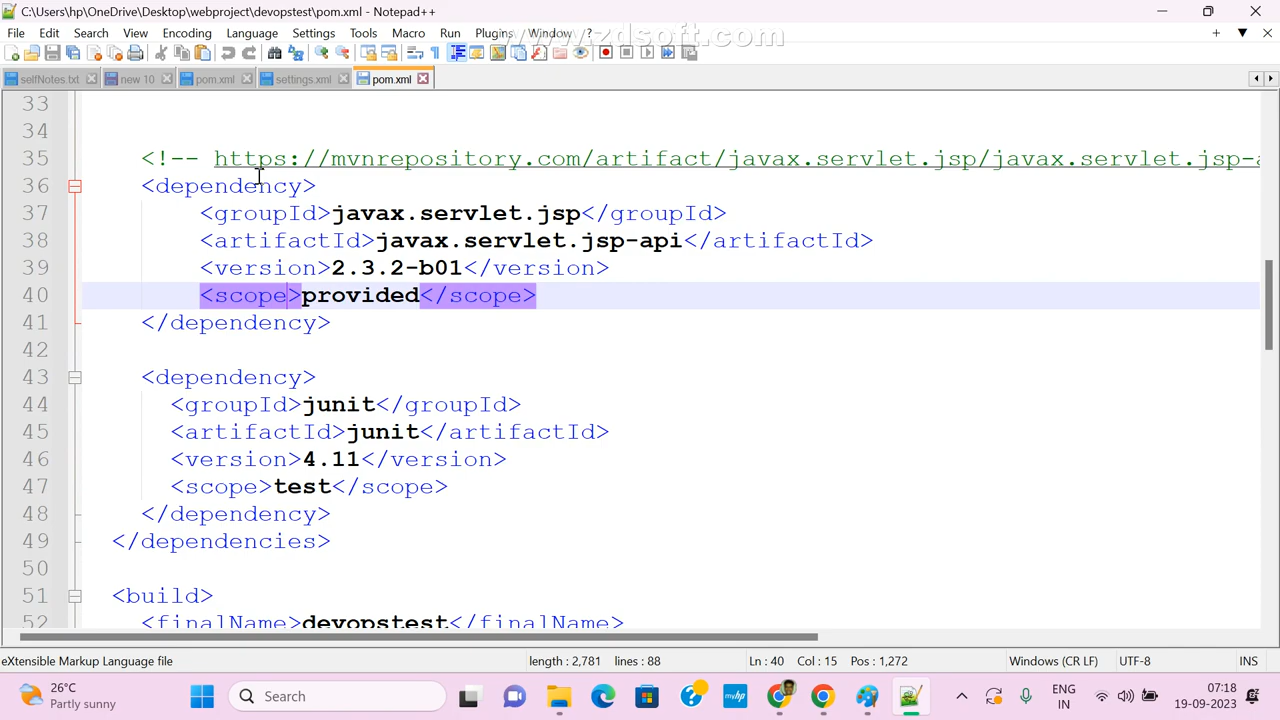 C:\Users\hp\OneDrive\Desktop\webproject\devopstest\pom.xml - Notepad++
File Edit Search View Encoding Language Settings Tools Macro Run Plugins Window ?
selfNotes.txt new 10 pom.xml settings.xml pom.xml
33
34
35 <!-- https://mvnrepository.com/artifact/javax.servlet.jsp/javax.servlet.jsp-a
36 <dependency>
37 <groupId>javax.servlet.jsp</groupId>
38 <artifactId>javax.servlet.jsp-api</artifactId>
39 <version>2.3.2-b01</version>
40 <scope>provided</scope>
41 </dependency>
42
43 <dependency>
44 <groupId>junit</groupId>
45 <artifactId>junit</artifactId>
46 <version>4.11</version>
47 <scope>test</scope>
48 </dependency>
49 </dependencies>
50
51 <build>
52 <finalName>devopstest</finalName>
eXtensible Markup Language file length : 2,781 lines : 88 Ln : 40 Col : 15 Pos : 1,272 Windows (CR LF) UTF-8 INS
26°C
Partly sunny
Search
ENG
IN
07:18
19-09-2023